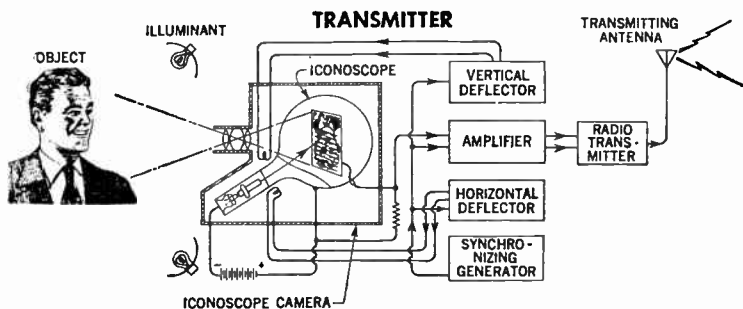 TRANSMITTER
ILLUMINANT
TRANSMITTING
ANTENNA
OBJECT
ICONOSCOPE
VERTICAL
DEFLECTOR
AMPLIFIER
RADIO
TRANS-
MITTER
HORIZONTAL
DEFLECTOR
SYNCHRO-
NIZING
GENERATOR
- +
ICONOSCOPE CAMERA